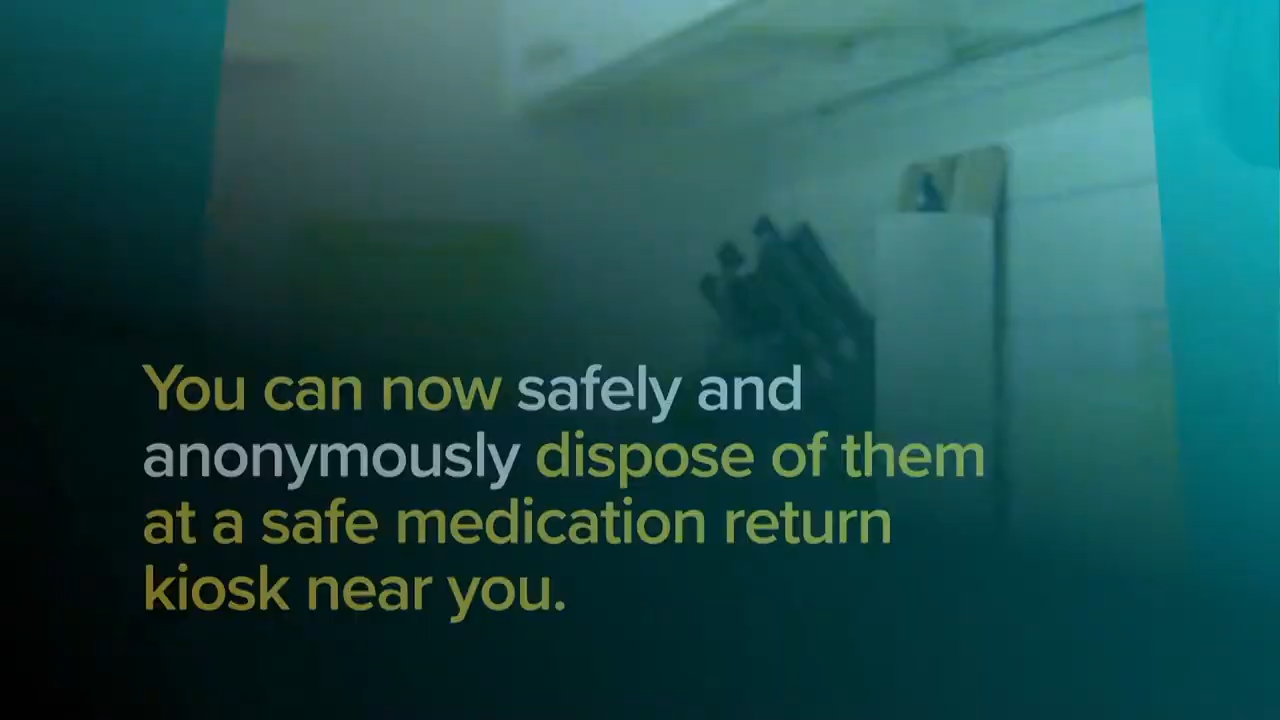 You can now safely and
anonymously dispose of them
at a safe medication return
kiosk near you.